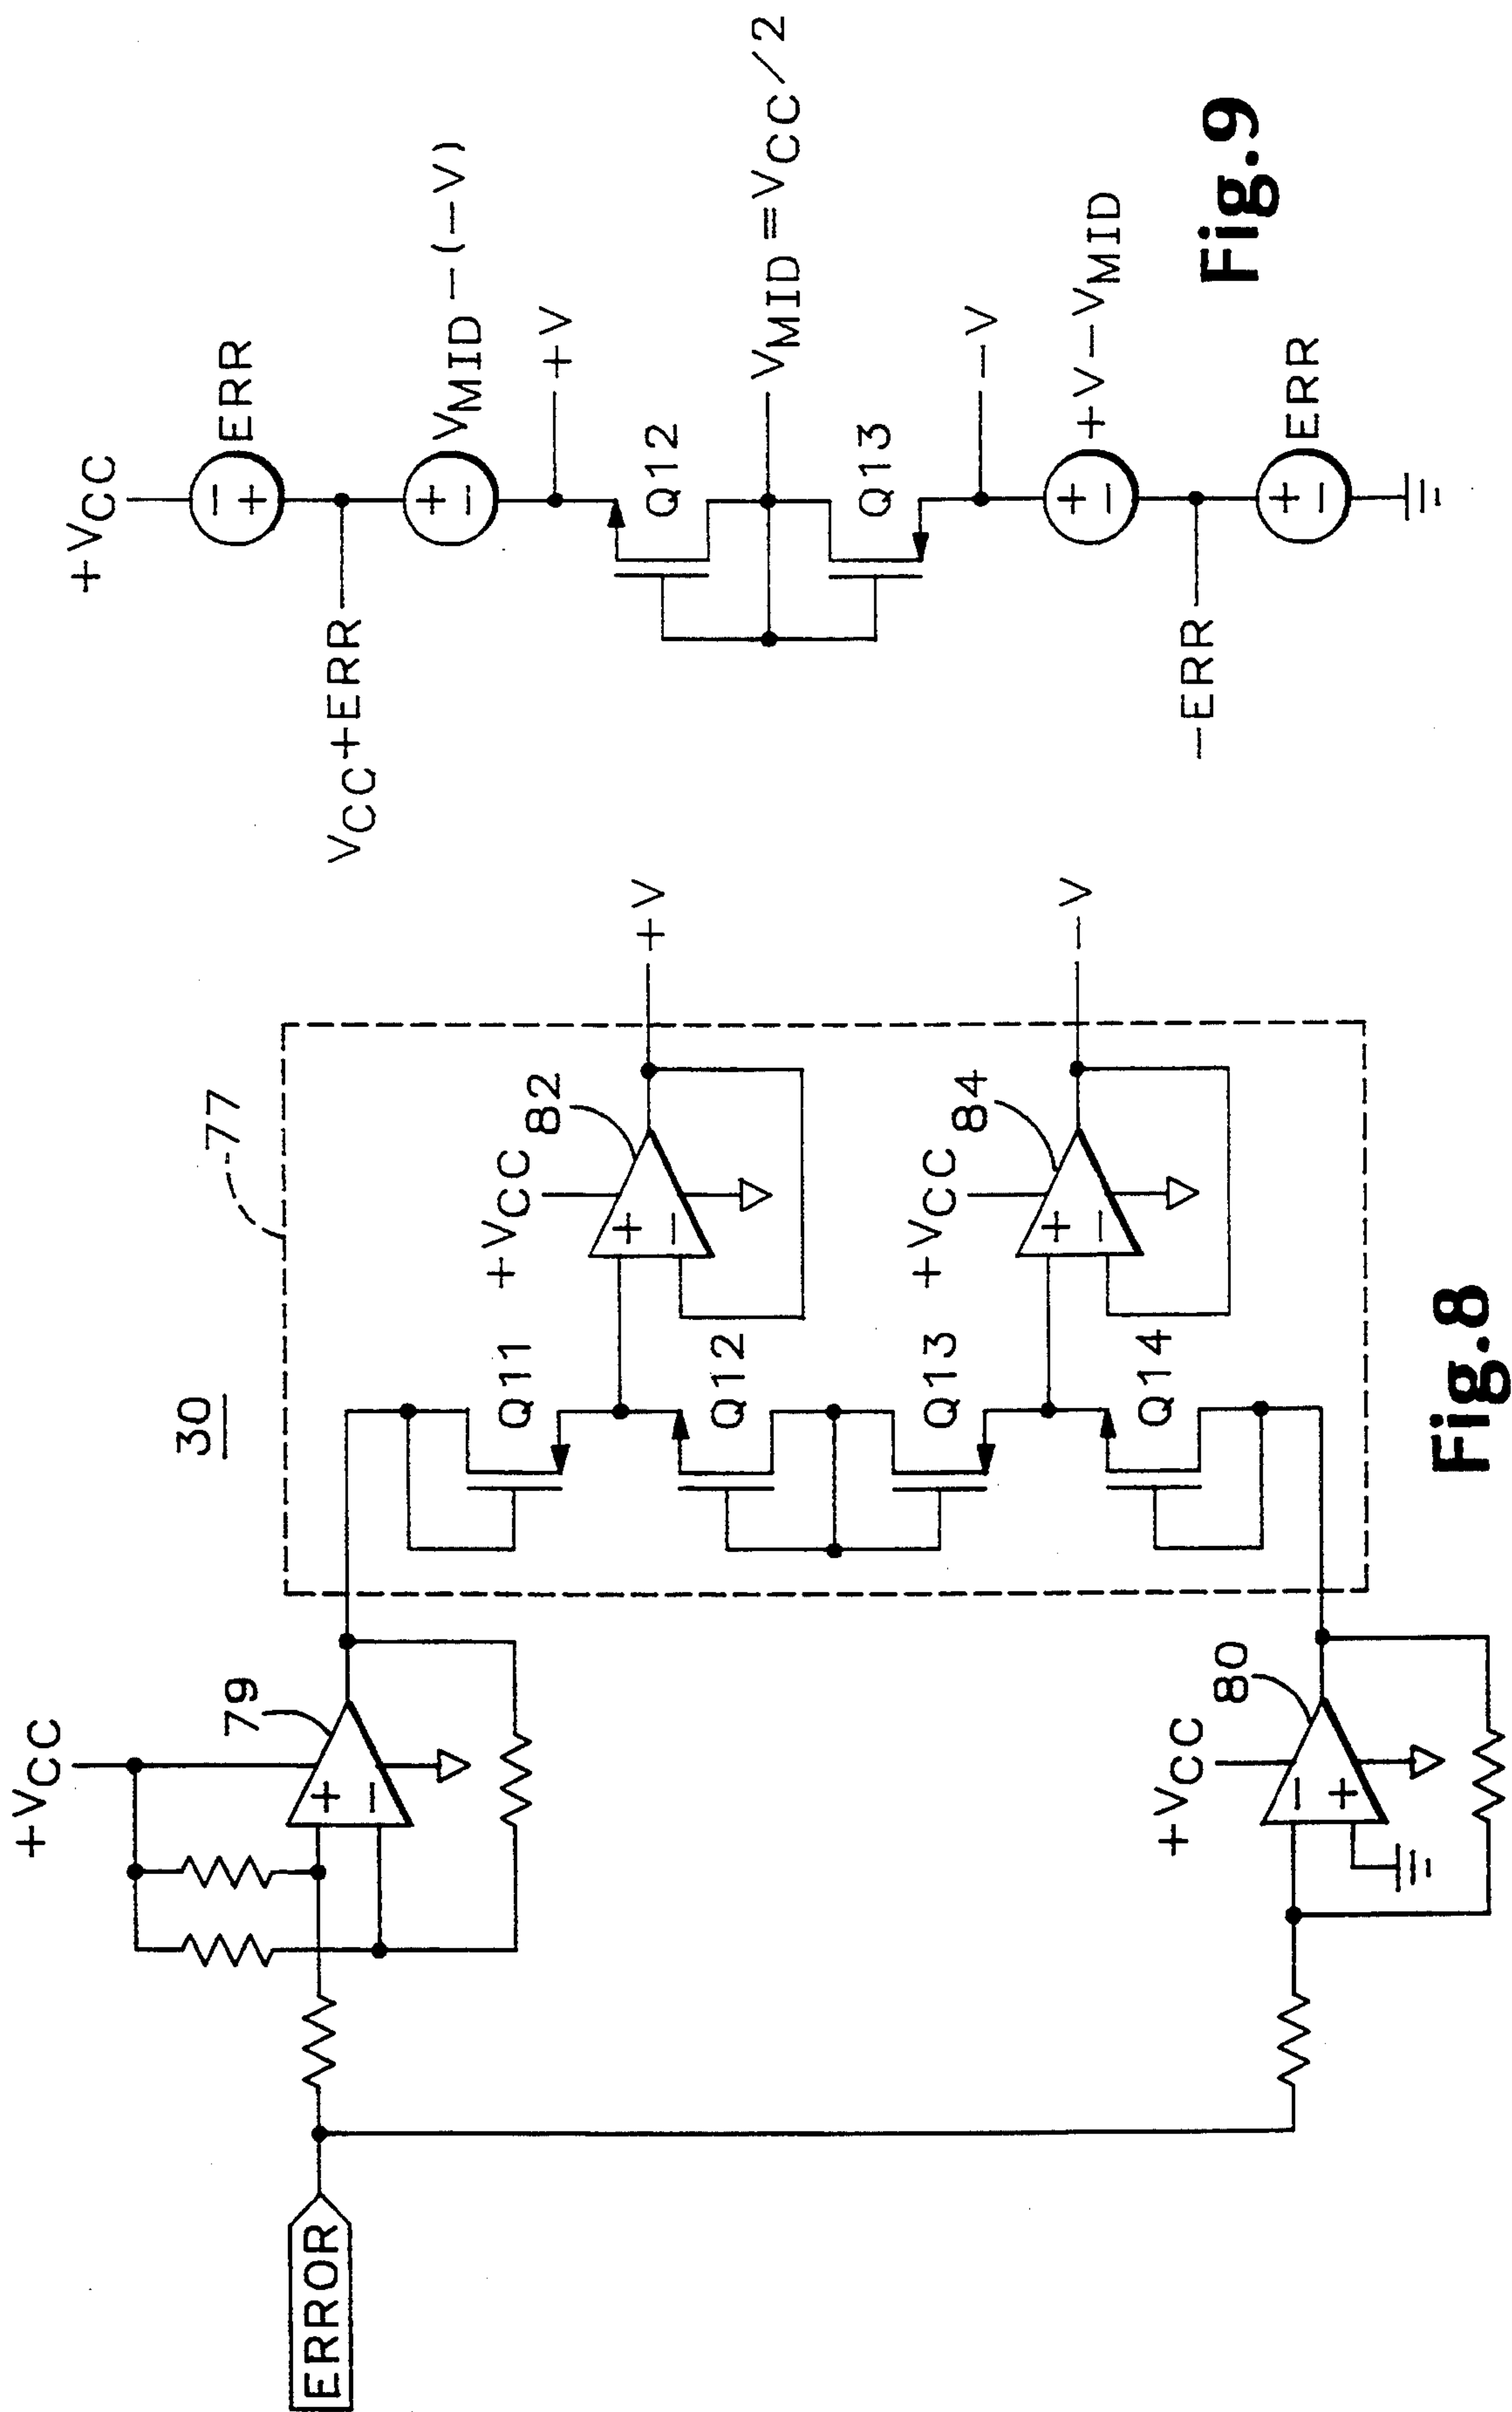 30
77
+VCC
79
+VCC
82
+V
Q11
Q12
+VCC
84
-V
Q13
Q14
ERROR
+VCC
80
Fig.8
+VCC
ERR
VCC+ERR
VMID-(-V)
+V
Q12
VMID=VCC/2
Q13
-V
+V-VMID
-ERR
ERR
Fig.9
+
-
-
+
+
-
+
-
-
+
+
-
+
-
+
-